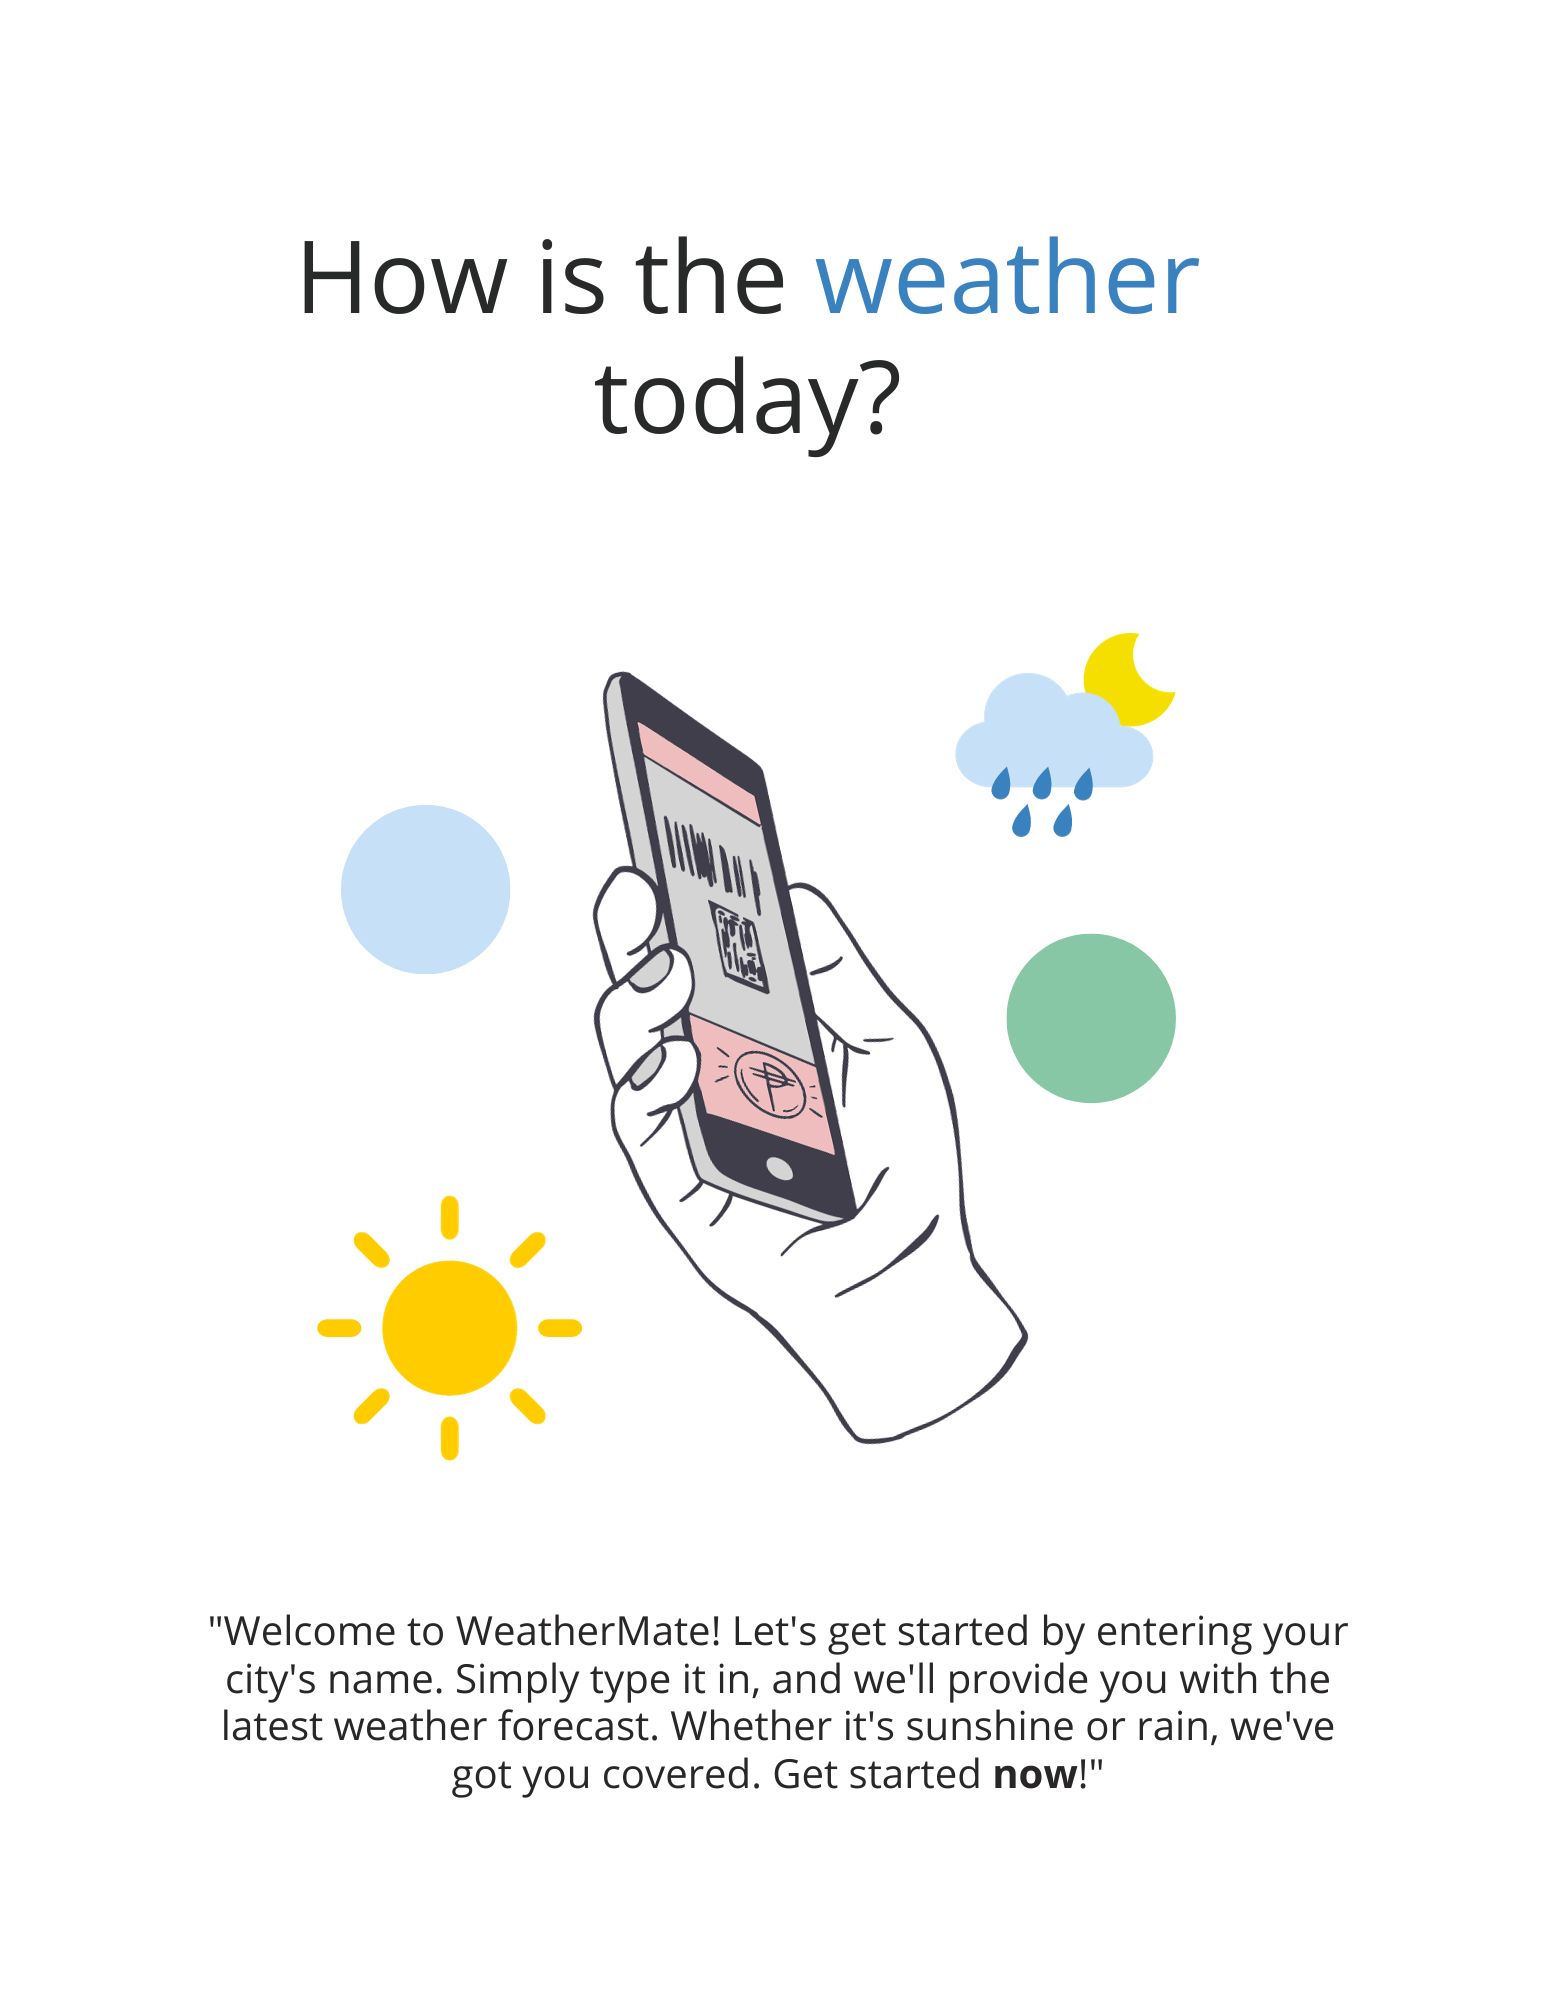 How is the weather
today?
"Welcome to WeatherMate! Let's get started by entering your
city's name. Simply type it in, and we'll provide you with the
latest weather forecast. Whether it's sunshine or rain, we've
got you covered. Get started now!"